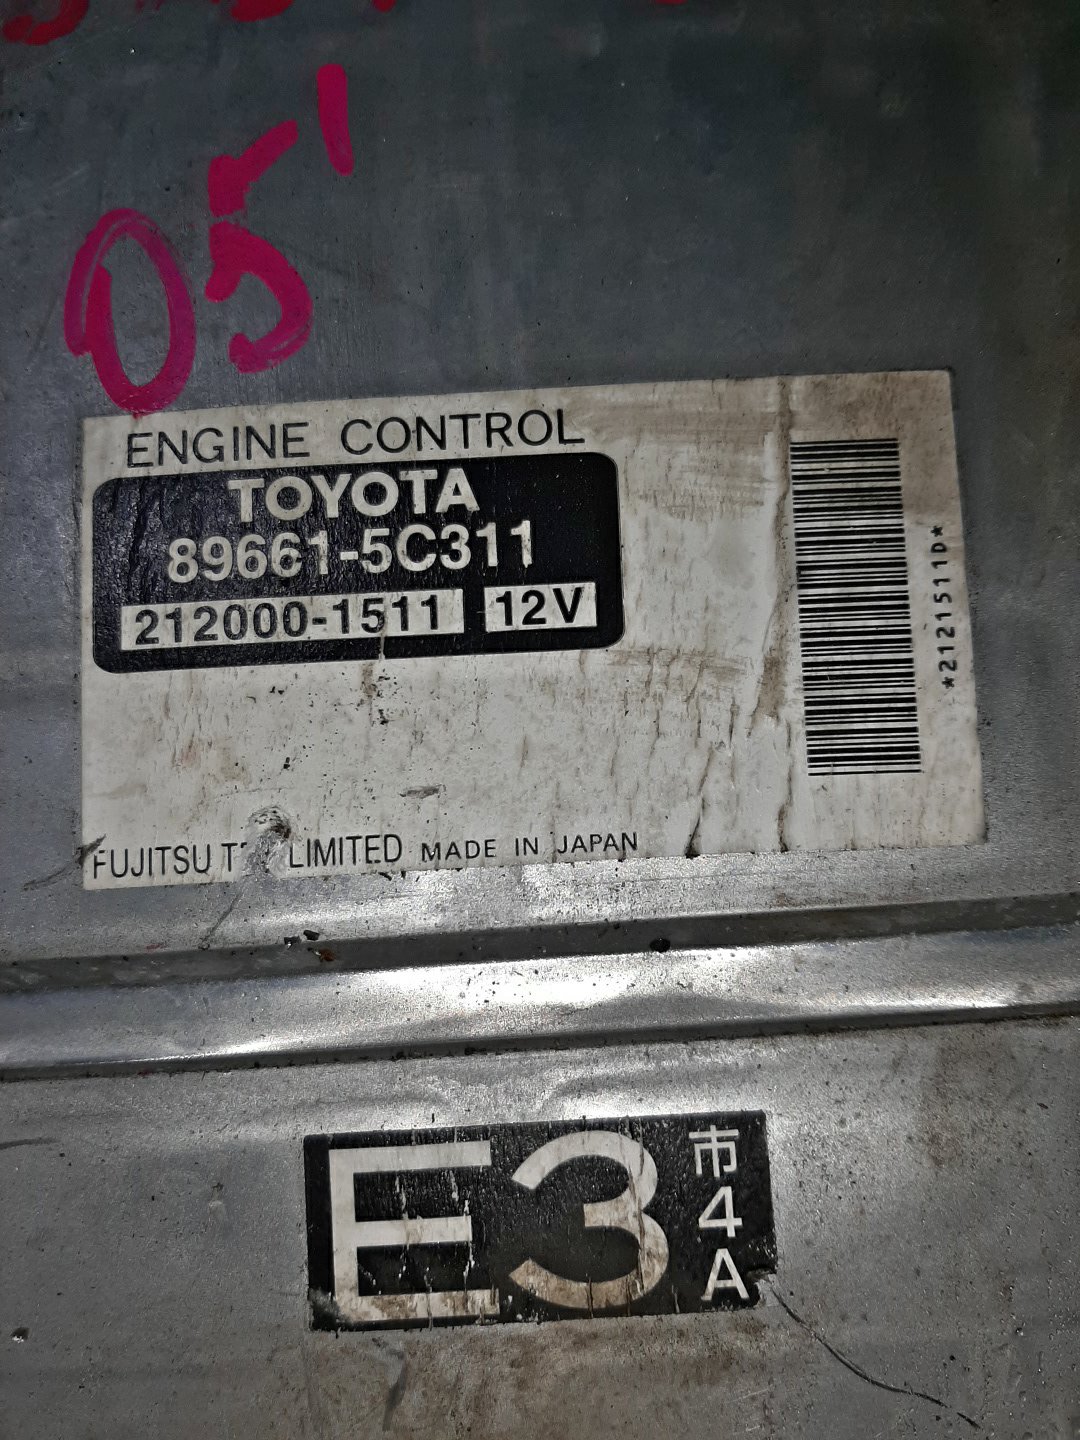 05'
ENGINE CONTROL
TOYOTA
89661-5C311
212000-1511 12V
*2121511D*
FUJITSU LIMITED MADE IN JAPAN
E3
市
4
A